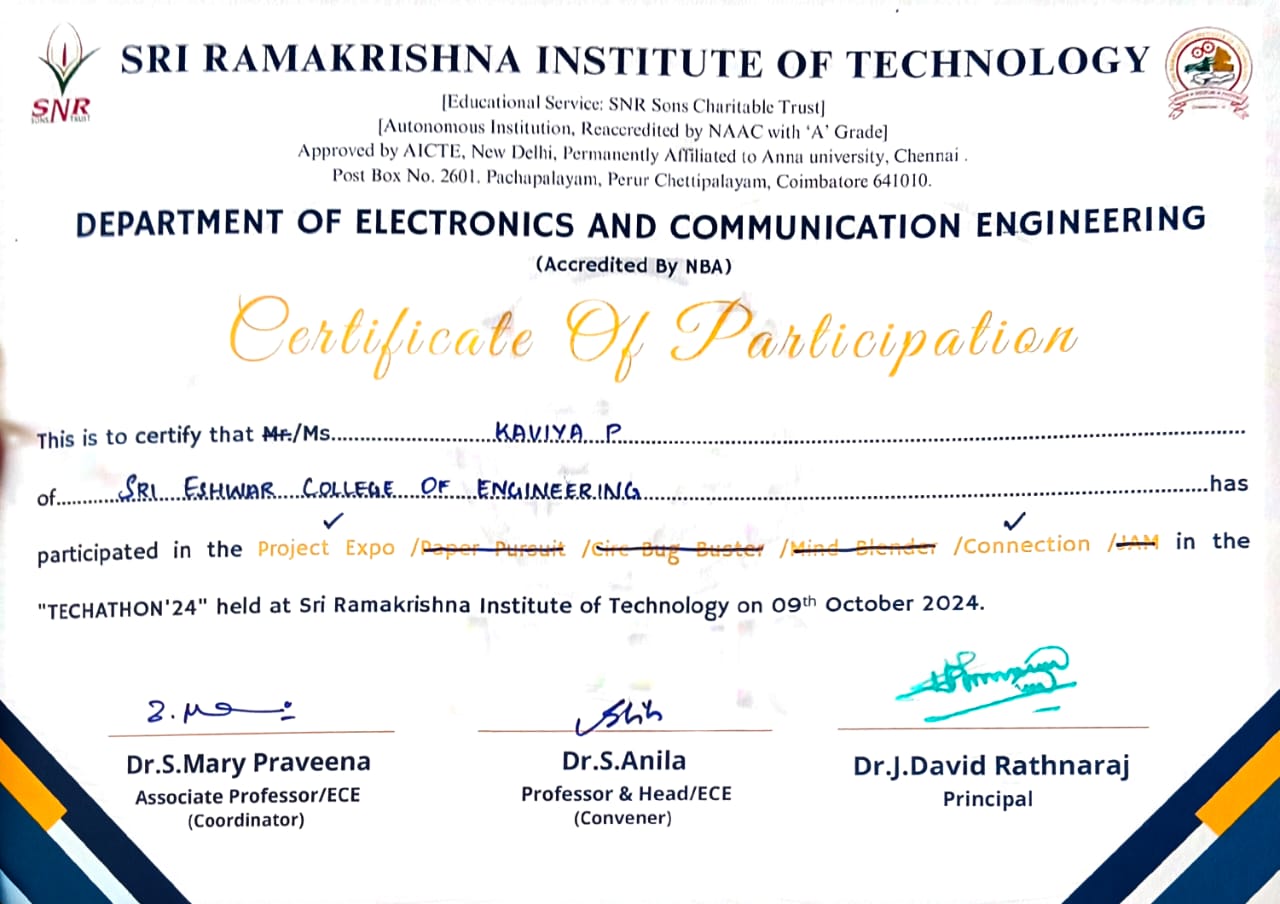 SRI RAMAKRISHNA INSTITUTE OF TECHNOLOGY
SNR
SONS TRUST
[Educational Service: SNR Sons Charitable Trust]
[Autonomous Institution, Reaccredited by NAAC with ‘A’ Grade]
Approved by AICTE, New Delhi, Permanently Affiliated to Anna university, Chennai .
Post Box No. 2601. Pachapalayam, Perur Chettipalayam, Coimbatore 641010.
DEPARTMENT OF ELECTRONICS AND COMMUNICATION ENGINEERING
(Accredited By NBA)
Certificate Of Participation
This is to certify that Mr./Ms. KAVIYA P
of SRI ESHWAR COLLEGE OF ENGINEERING has
participated in the Project Expo /Paper Pursuit /Circ Bug Buster /Mind Blender /Connection /JAM in the
"TECHATHON'24" held at Sri Ramakrishna Institute of Technology on 09th October 2024.
Dr.S.Mary Praveena
Associate Professor/ECE
(Coordinator)
Dr.S.Anila
Professor & Head/ECE
(Convener)
Dr.J.David Rathnaraj
Principal